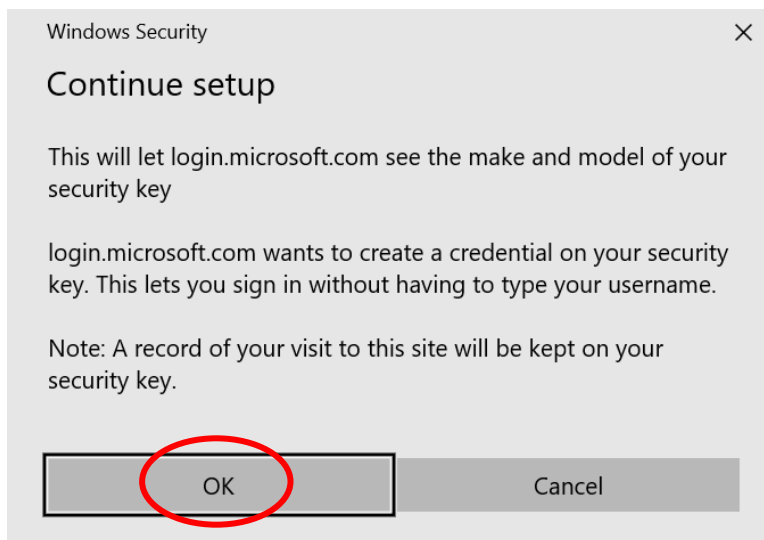 Windows Security
Continue setup
This will let login.microsoft.com see the make and model of your
security key
login.microsoft.com wants to create a credential on your security
key. This lets you sign in without having to type your username.
Note: A record of your visit to this site will be kept on your
security key.
OK
Cancel